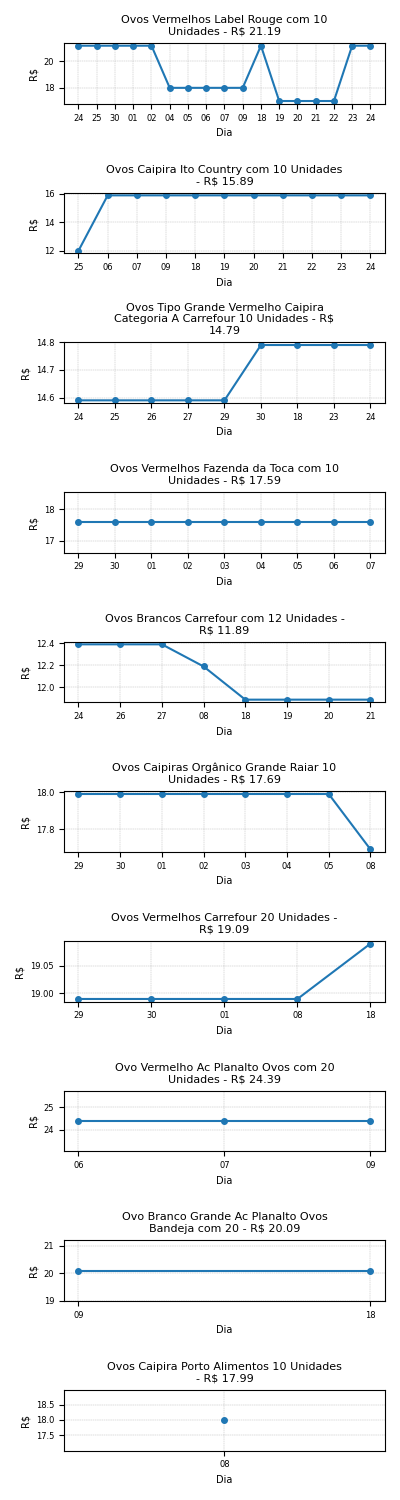 Ovos Vermelhos Label Rouge com 10
Unidades - R$ 21.19
R$
20
18
24 25 30 01 02 04 05 06 07 09 18 19 20 21 22 23 24
Dia
Ovos Caipira Ito Country com 10 Unidades
- R$ 15.89
R$
16
14
12
25 06 07 09 18 19 20 21 22 23 24
Dia
Ovos Tipo Grande Vermelho Caipira
Categoria A Carrefour 10 Unidades - R$
14.79
R$
14.8
14.7
14.6
24 25 26 27 29 30 18 23 24
Dia
Ovos Vermelhos Fazenda da Toca com 10
Unidades - R$ 17.59
R$
18
17
29 30 01 02 03 04 05 06 07
Dia
Ovos Brancos Carrefour com 12 Unidades -
R$ 11.89
R$
12.4
12.2
12.0
24 26 27 08 18 19 20 21
Dia
Ovos Caipiras Orgânico Grande Raiar 10
Unidades - R$ 17.69
R$
18.0
17.8
29 30 01 02 03 04 05 08
Dia
Ovos Vermelhos Carrefour 20 Unidades -
R$ 19.09
R$
19.05
19.00
29 30 01 08 18
Dia
Ovo Vermelho Ac Planalto Ovos com 20
Unidades - R$ 24.39
R$
25
24
06 07 09
Dia
Ovo Branco Grande Ac Planalto Ovos
Bandeja com 20 - R$ 20.09
R$
21
20
19
09 18
Dia
Ovos Caipira Porto Alimentos 10 Unidades
- R$ 17.99
R$
18.5
18.0
17.5
08
Dia